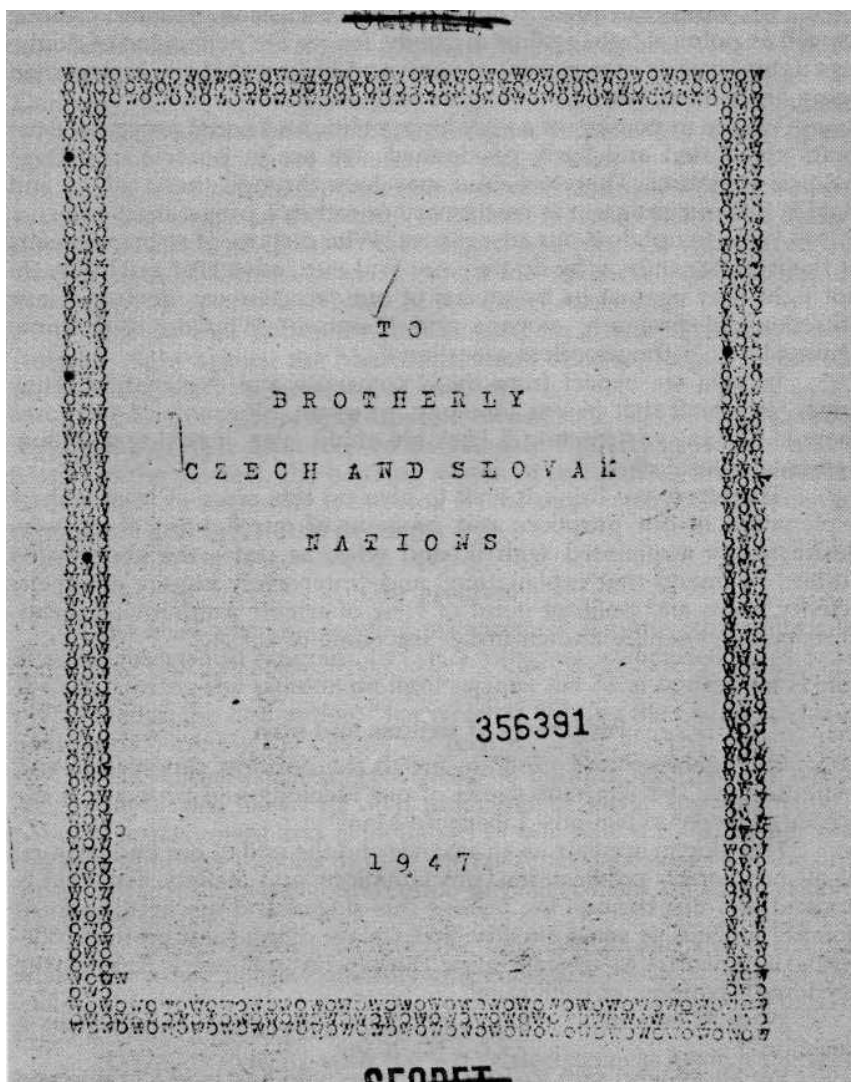 TO
BROTHERLY
CZECH AND SLOVAK
NATIONS
356391
1947
SECRET